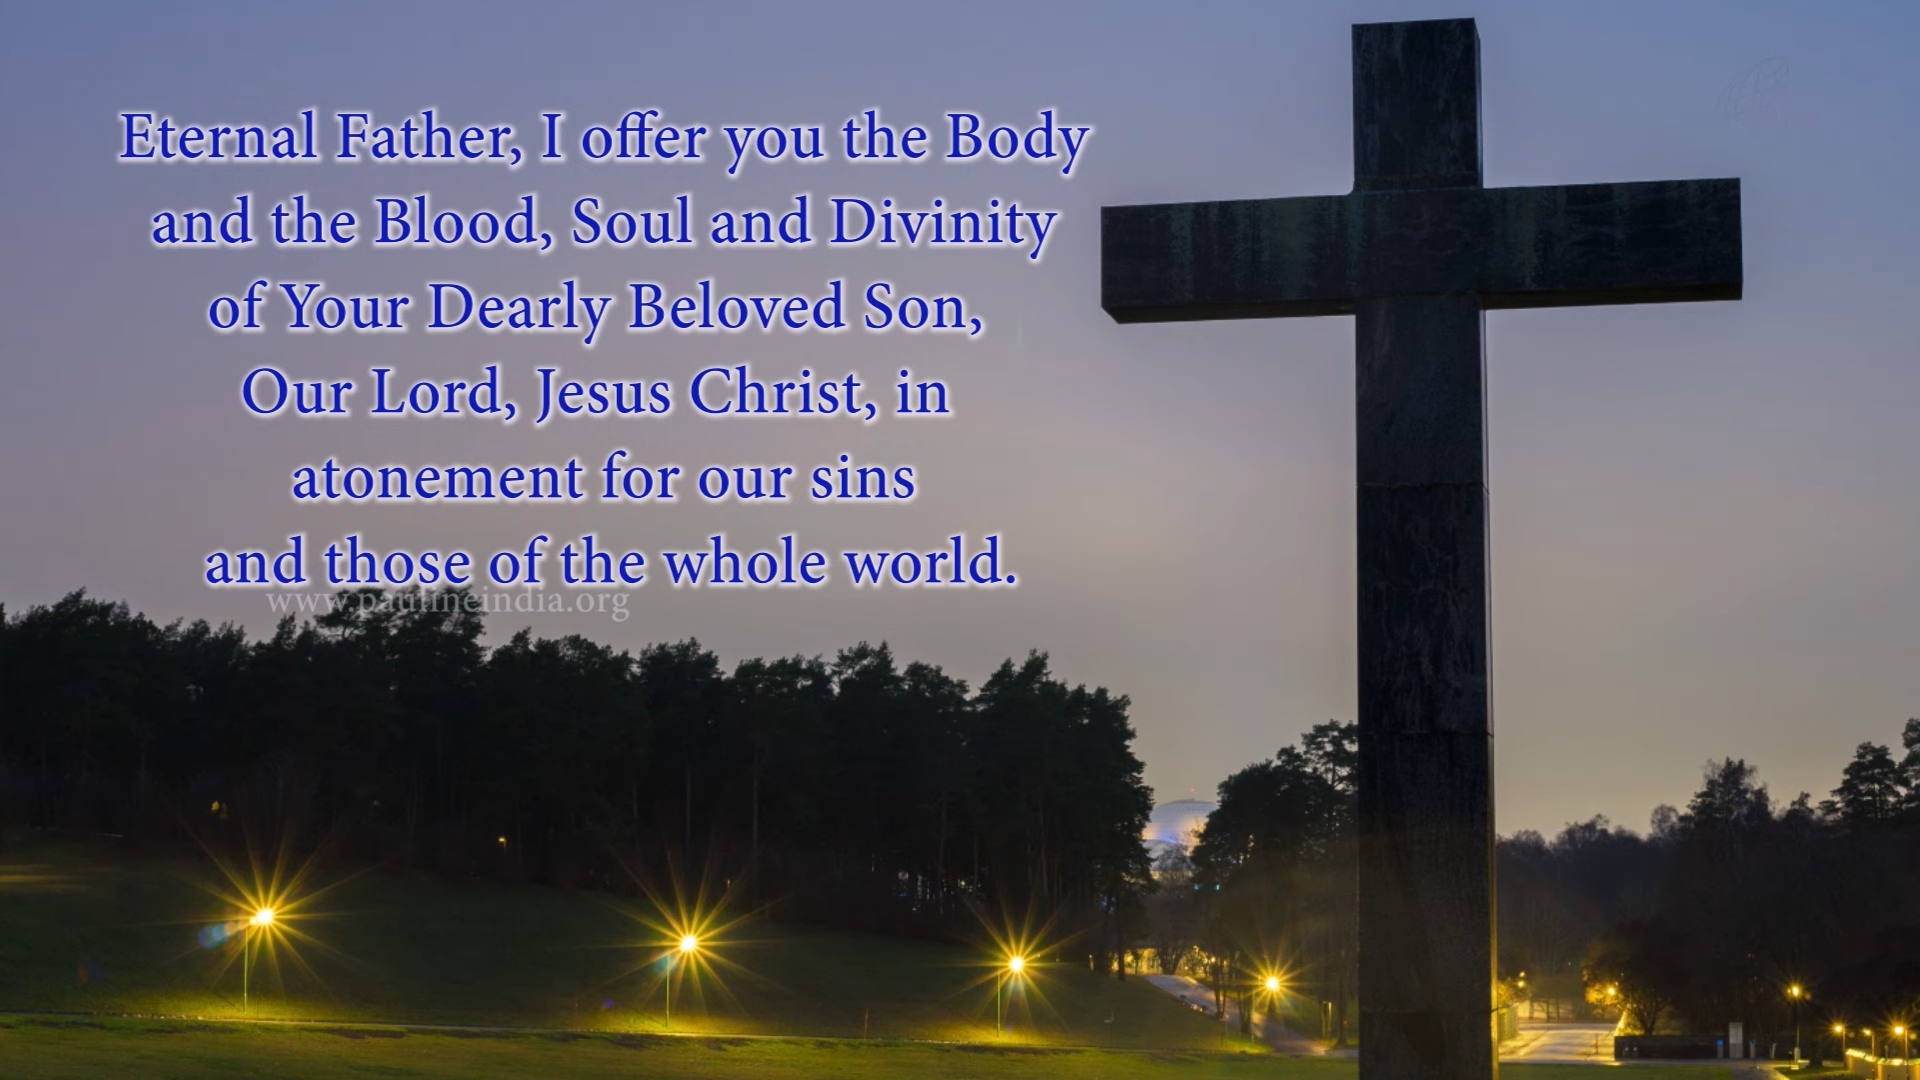 Eternal Father, I offer you the Body
and the Blood, Soul and Divinity
of Your Dearly Beloved Son,
Our Lord, Jesus Christ, in
atonement for our sins
and those of the whole world.
www.paulineindia.org